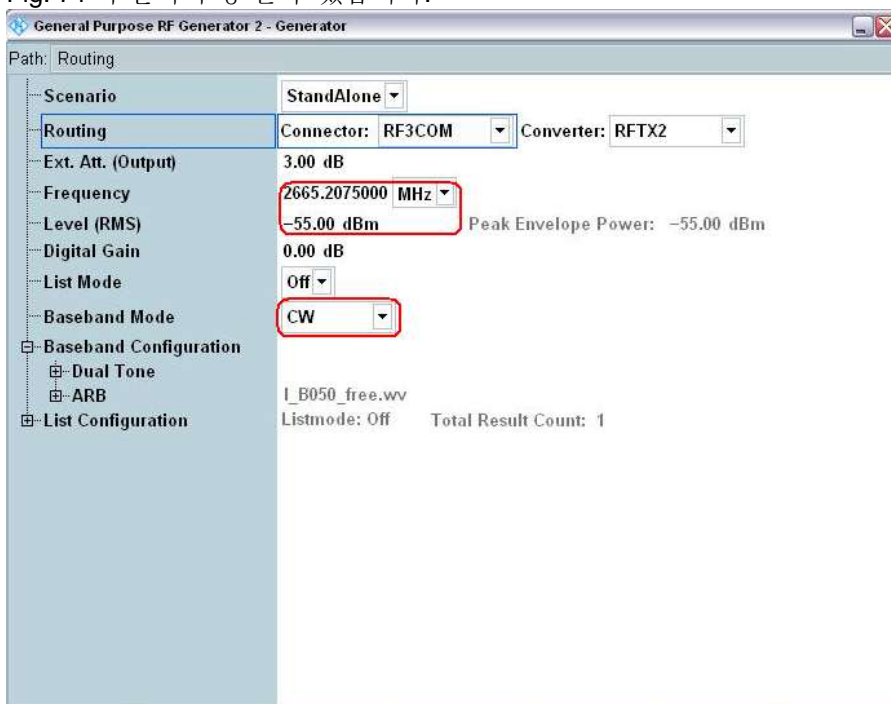 General Purpose RF Generator 2 - Generator
Path: Routing
Scenario StandAlone
Routing Connector: RF3COM Converter: RFTX2
Ext. Att. (Output) 3.00 dB
Frequency 2665.2075000 MHz
Level (RMS) −55.00 dBm Peak Envelope Power: −55.00 dBm
Digital Gain 0.00 dB
List Mode Off
Baseband Mode CW
Baseband Configuration
Dual Tone
ARB I_B050_free.wv
List Configuration Listmode: Off Total Result Count: 1